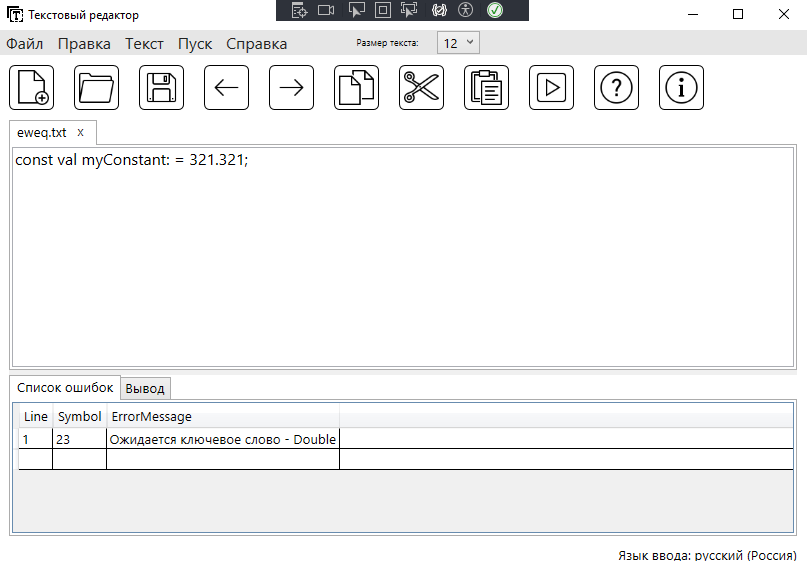 Текстовый редактор
Файл Правка Текст Пуск Справка Размер текста: 12
eweq.txt x
const val myConstant: = 321.321;
Список ошибок Вывод
Line Symbol ErrorMessage
1 23 Ожидается ключевое слово - Double
Язык ввода: русский (Россия)